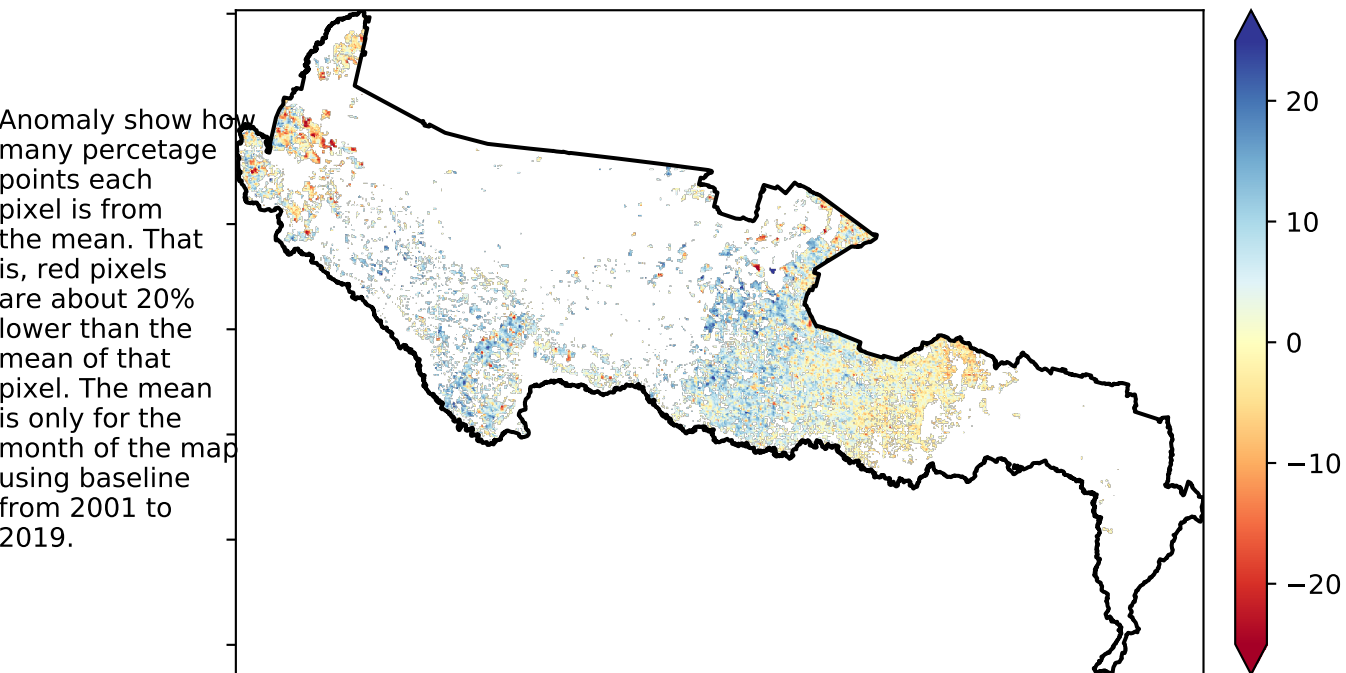 Anomaly show how
many percetage
points each
pixel is from
the mean. That
is, red pixels
are about 20%
lower than the
mean of that
pixel. The mean
is only for the
month of the map
using baseline
from 2001 to
2019.
20
10
0
−10
−20